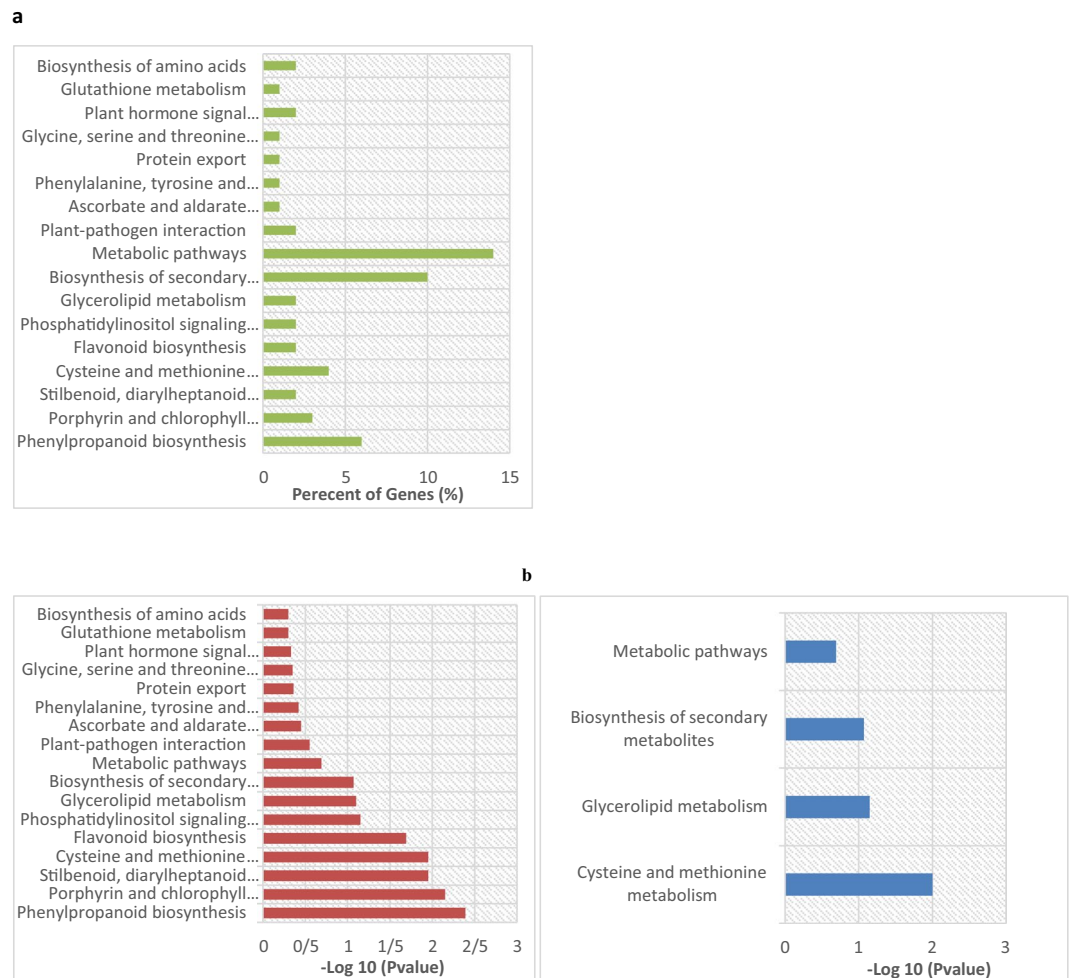 a
Biosynthesis of amino acids
Glutathione metabolism
Plant hormone signal...
Glycine, serine and threonine...
Protein export
Phenylalanine, tyrosine and...
Ascorbate and aldarate...
Plant-pathogen interaction
Metabolic pathways
Biosynthesis of secondary...
Glycerolipid metabolism
Phosphatidylinositol signaling...
Flavonoid biosynthesis
Cysteine and methionine...
Stilbenoid, diarylheptanoid...
Porphyrin and chlorophyll...
Phenylpropanoid biosynthesis
0 5 10 15
Perecent of Genes (%)
b
Biosynthesis of amino acids
Glutathione metabolism
Plant hormone signal...
Glycine, serine and threonine...
Protein export
Phenylalanine, tyrosine and...
Ascorbate and aldarate...
Plant-pathogen interaction
Metabolic pathways
Biosynthesis of secondary...
Glycerolipid metabolism
Phosphatidylinositol signaling...
Flavonoid biosynthesis
Cysteine and methionine...
Stilbenoid, diarylheptanoid...
Porphyrin and chlorophyll...
Phenylpropanoid biosynthesis
0 0/5 1 1/5 2 2/5 3
-Log 10 (Pvalue)
Metabolic pathways
Biosynthesis of secondary
metabolites
Glycerolipid metabolism
Cysteine and methionine
metabolism
0 1 2 3
-Log 10 (Pvalue)